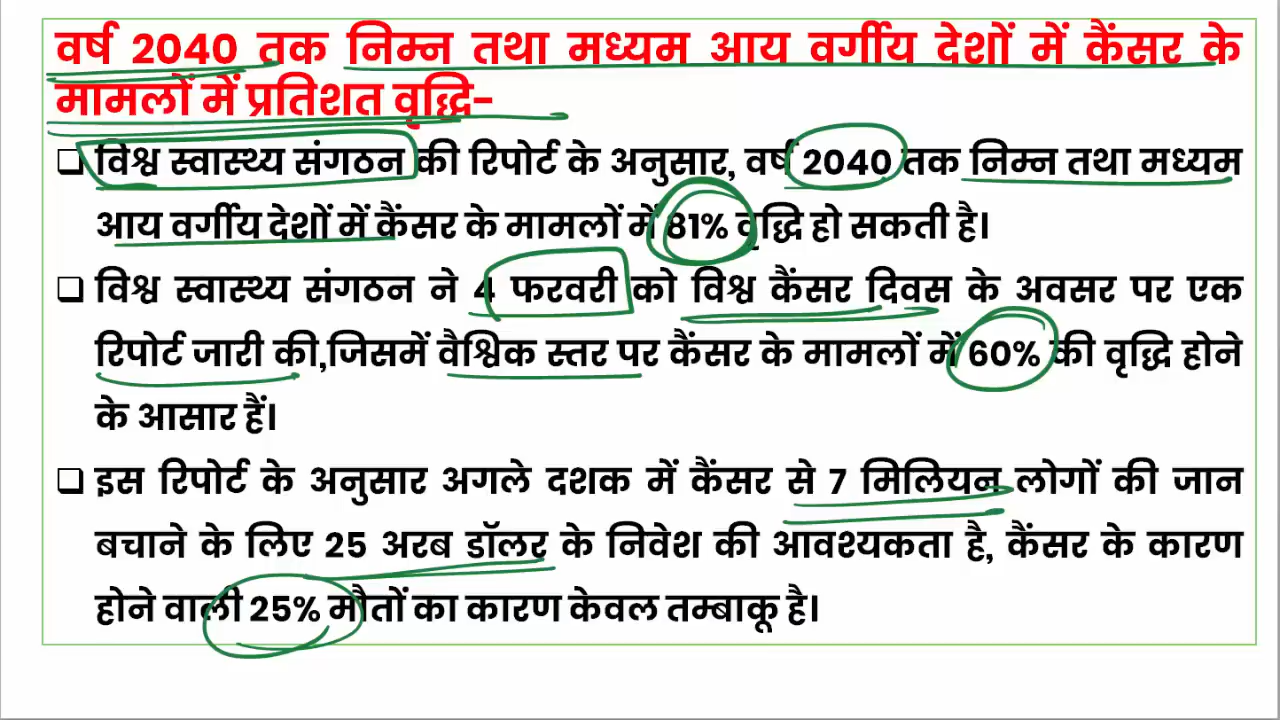 वर्ष 2040 तक निम्न तथा मध्यम आय वर्गीय देशों में कैंसर के
मामलों में प्रतिशत वृद्धि-
❑ विश्व स्वास्थ्य संगठन की रिपोर्ट के अनुसार, वर्ष 2040 तक निम्न तथा मध्यम
आय वर्गीय देशों में कैंसर के मामलों में 81% वृद्धि हो सकती है।
❑ विश्व स्वास्थ्य संगठन ने 4 फरवरी को विश्व कैंसर दिवस के अवसर पर एक
रिपोर्ट जारी की,जिसमें वैश्विक स्तर पर कैंसर के मामलों में 60% की वृद्धि होने
के आसार हैं।
❑ इस रिपोर्ट के अनुसार अगले दशक में कैंसर से 7 मिलियन लोगों की जान
बचाने के लिए 25 अरब डॉलर के निवेश की आवश्यकता है, कैंसर के कारण
होने वाली 25% मौतों का कारण केवल तम्बाकू है।